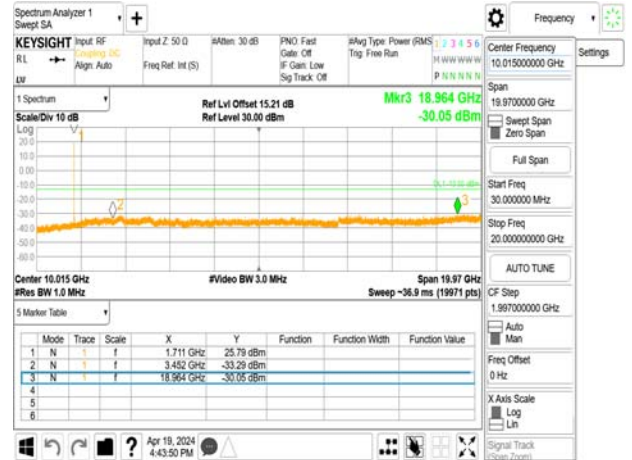 Spectrum Analyzer 1
Swept SA
Frequency
KEYSIGHT
Input: RF
Input Z: 50 Ω
#Atten: 30 dB
PNO: Fast
#Avg Type: Power (RMS
1 2 3 4 5 6
RL
Coupling: DC
Gate: Off
Trig: Free Run
M W W W W W
Align: Auto
Freq Ref: Int (S)
IF Gain: Low
Sig Track: Off
P N N N N N
Center Frequency
10.015000000 GHz
Settings
1 Spectrum
Ref Lvl Offset 15.21 dB
Mkr3 18.964 GHz
Scale/Div 10 dB
Ref Level 30.00 dBm
-30.05 dBm
Log
20.0
10.0
0.00
-10.0
-20.0
-30.0
-40.0
-50.0
-60.0
1
2
3
Center 10.015 GHz
#Video BW 3.0 MHz
Span 19.97 GHz
#Res BW 1.0 MHz
Sweep ~36.9 ms (19971 pts)
Span
19.9700000 GHz
Swept Span
Zero Span
Full Span
Start Freq
30.000000 MHz
Stop Freq
20.000000000 GHz
AUTO TUNE
CF Step
1.997000000 GHz
Auto
Man
Freq Offset
0 Hz
X Axis Scale
Log
Lin
Signal Track
(Span Zoom)
5 Marker Table
Mode Trace Scale X Y Function Function Width Function Value
1 N 1 f 1.711 GHz 25.79 dBm
2 N 1 f 3.452 GHz -33.29 dBm
3 N 1 f 18.964 GHz -30.05 dBm
4
5
6
?
Apr 19, 2024
4:43:50 PM